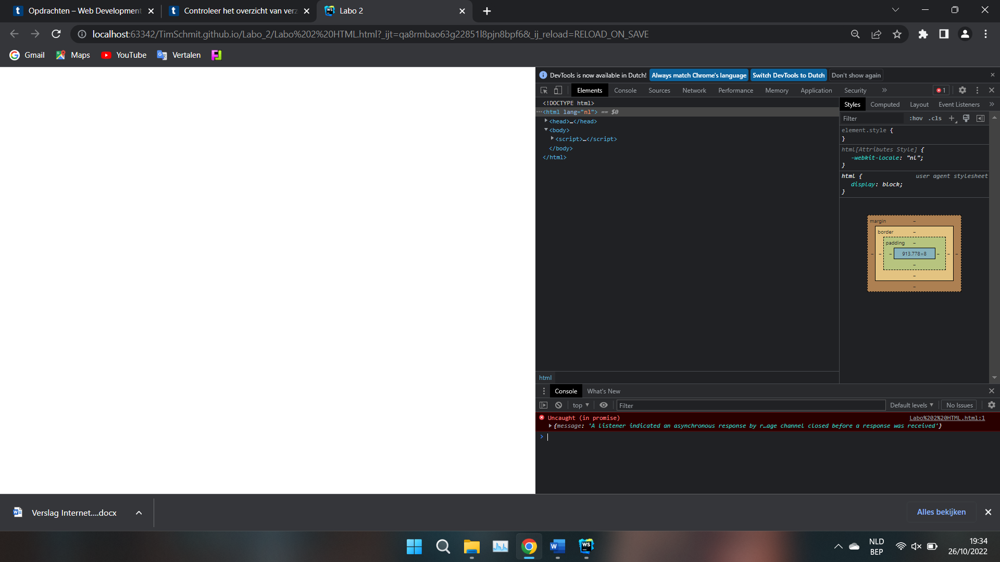 Opdrachten – Web Development
Controleer het overzicht van verz
Labo 2
localhost:63342/TimSchmit.github.io/Labo_2/Labo%202%20HTML.html?_ijt=qa8rmbao63g22851l8pjn8bpf6&_ij_reload=RELOAD_ON_SAVE
Gmail
Maps
YouTube
Vertalen
DevTools is now available in Dutch!
Always match Chrome's language
Switch DevTools to Dutch
Don't show again
Elements
Console
Sources
Network
Performance
Memory
Application
Security
1
<!DOCTYPE html>
<html lang="nl"> == $0
<head>…</head>
<body>
<script>…</script>
</body>
</html>
html
Styles
Computed
Layout
Event Listeners
Filter
:hov
.cls
element.style {
}
html[Attributes Style] {
-webkit-locale: "nl";
}
html {
user agent stylesheet
display: block;
}
margin
–
border
–
padding
–
– – – 913.778×8 – – –
–
–
–
Console
What's New
top
Filter
Default levels
No Issues
Uncaught (in promise)
Labo%202%20HTML.html:1
{message: 'A listener indicated an asynchronous response by r…age channel closed before a response was received'}
Verslag Internet....docx
Alles bekijken
NLD
BEP
19:34
26/10/2022